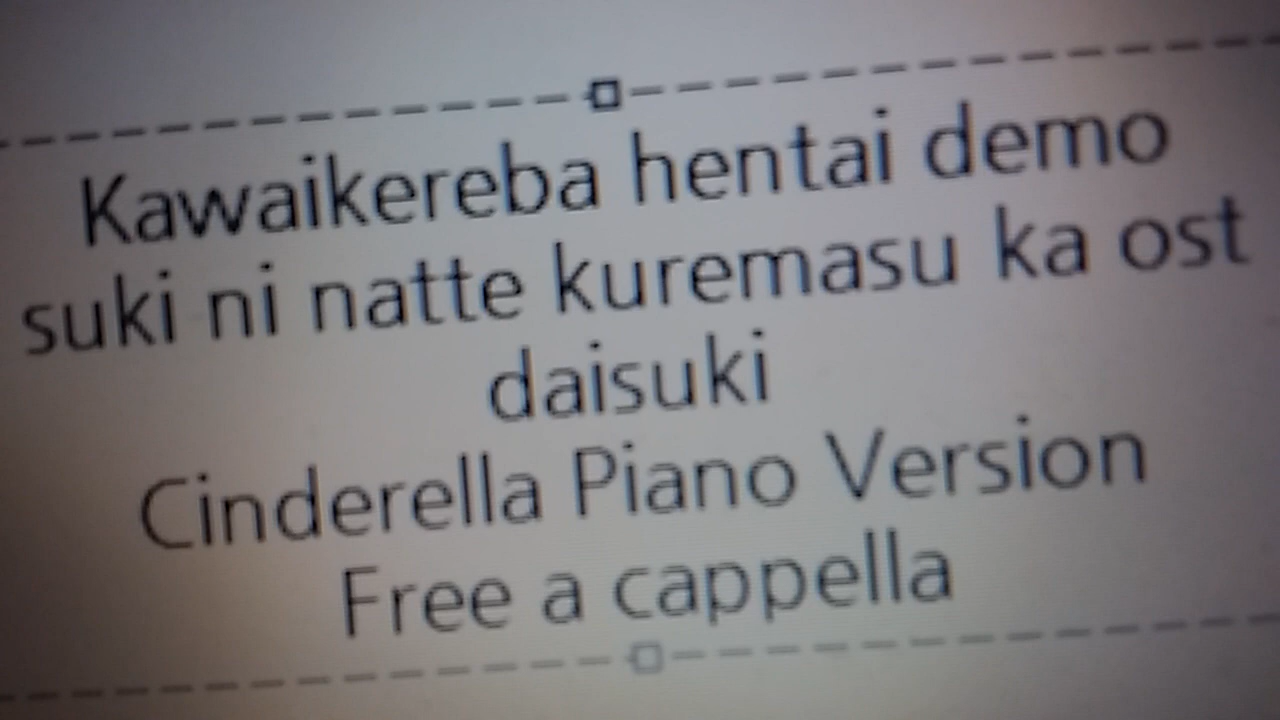 Kawaikereba hentai demo
suki ni natte kuremasu ka ost
daisuki
Cinderella Piano Version
Free a cappella